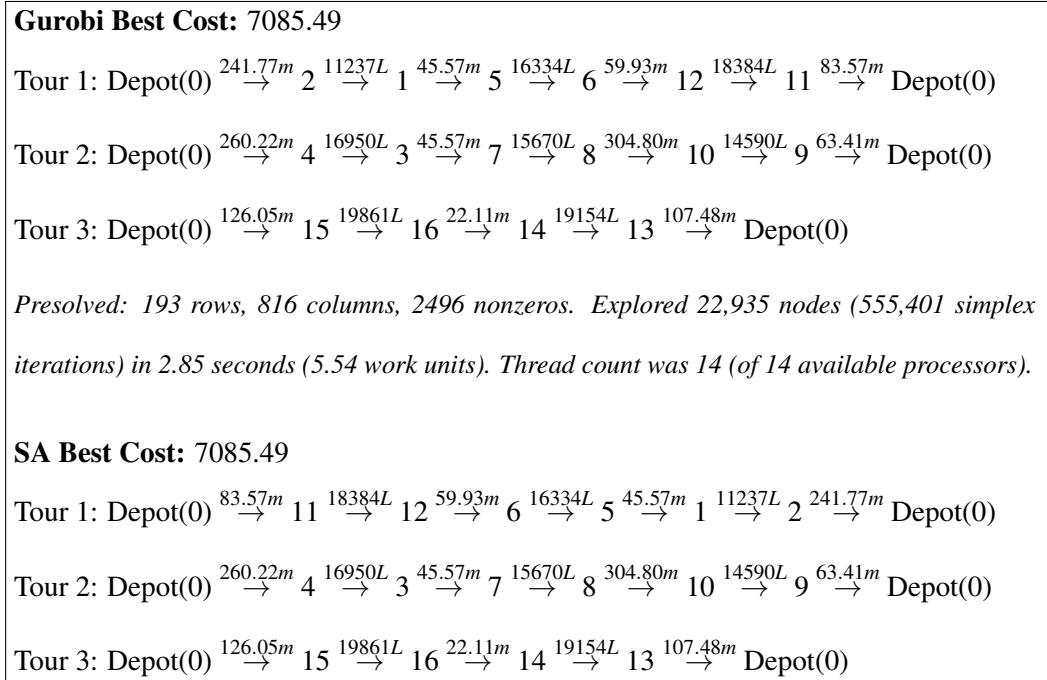 Gurobi Best Cost: 7085.49
Tour 1: Depot(0) →^{241.77m} 2 →^{11237L} 1 →^{45.57m} 5 →^{16334L} 6 →^{59.93m} 12 →^{18384L} 11 →^{83.57m} Depot(0)
Tour 2: Depot(0) →^{260.22m} 4 →^{16950L} 3 →^{45.57m} 7 →^{15670L} 8 →^{304.80m} 10 →^{14590L} 9 →^{63.41m} Depot(0)
Tour 3: Depot(0) →^{126.05m} 15 →^{19861L} 16 →^{22.11m} 14 →^{19154L} 13 →^{107.48m} Depot(0)
Presolved: 193 rows, 816 columns, 2496 nonzeros. Explored 22,935 nodes (555,401 simplex
iterations) in 2.85 seconds (5.54 work units). Thread count was 14 (of 14 available processors).
SA Best Cost: 7085.49
Tour 1: Depot(0) →^{83.57m} 11 →^{18384L} 12 →^{59.93m} 6 →^{16334L} 5 →^{45.57m} 1 →^{11237L} 2 →^{241.77m} Depot(0)
Tour 2: Depot(0) →^{260.22m} 4 →^{16950L} 3 →^{45.57m} 7 →^{15670L} 8 →^{304.80m} 10 →^{14590L} 9 →^{63.41m} Depot(0)
Tour 3: Depot(0) →^{126.05m} 15 →^{19861L} 16 →^{22.11m} 14 →^{19154L} 13 →^{107.48m} Depot(0)